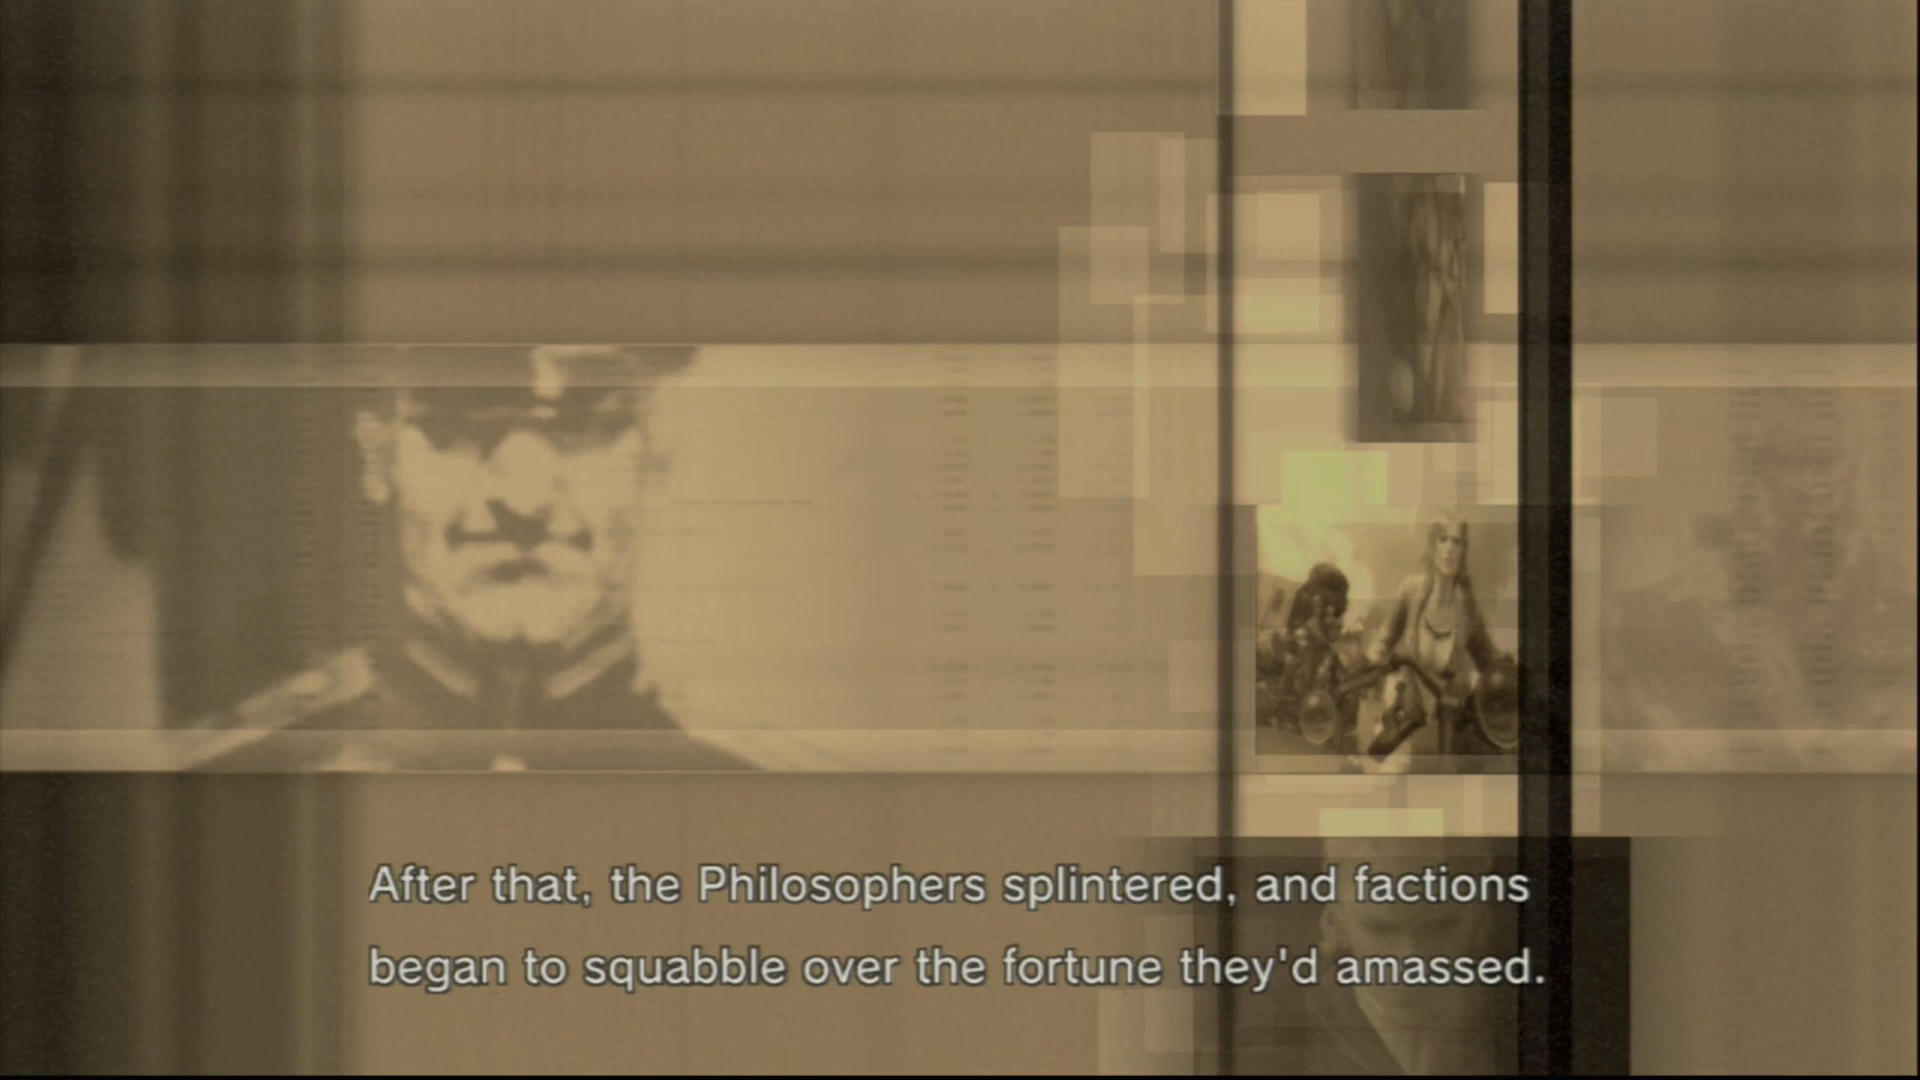 After that, the Philosophers splintered, and factions
began to squabble over the fortune they'd amassed.